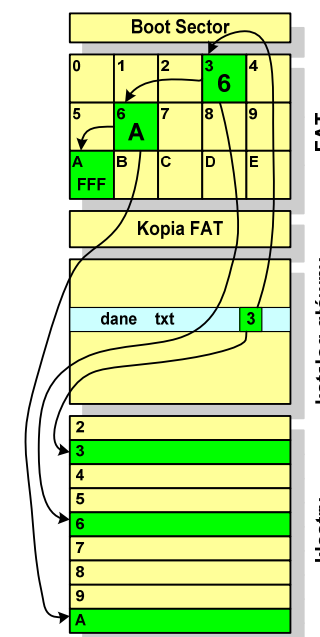 Boot Sector
0 1 2 3 4
6
5 6 7 8 9
A
A B C D E
FFF
FAT
Kopia FAT
dane txt 3
2
3
4
5
6
7
8
9
A